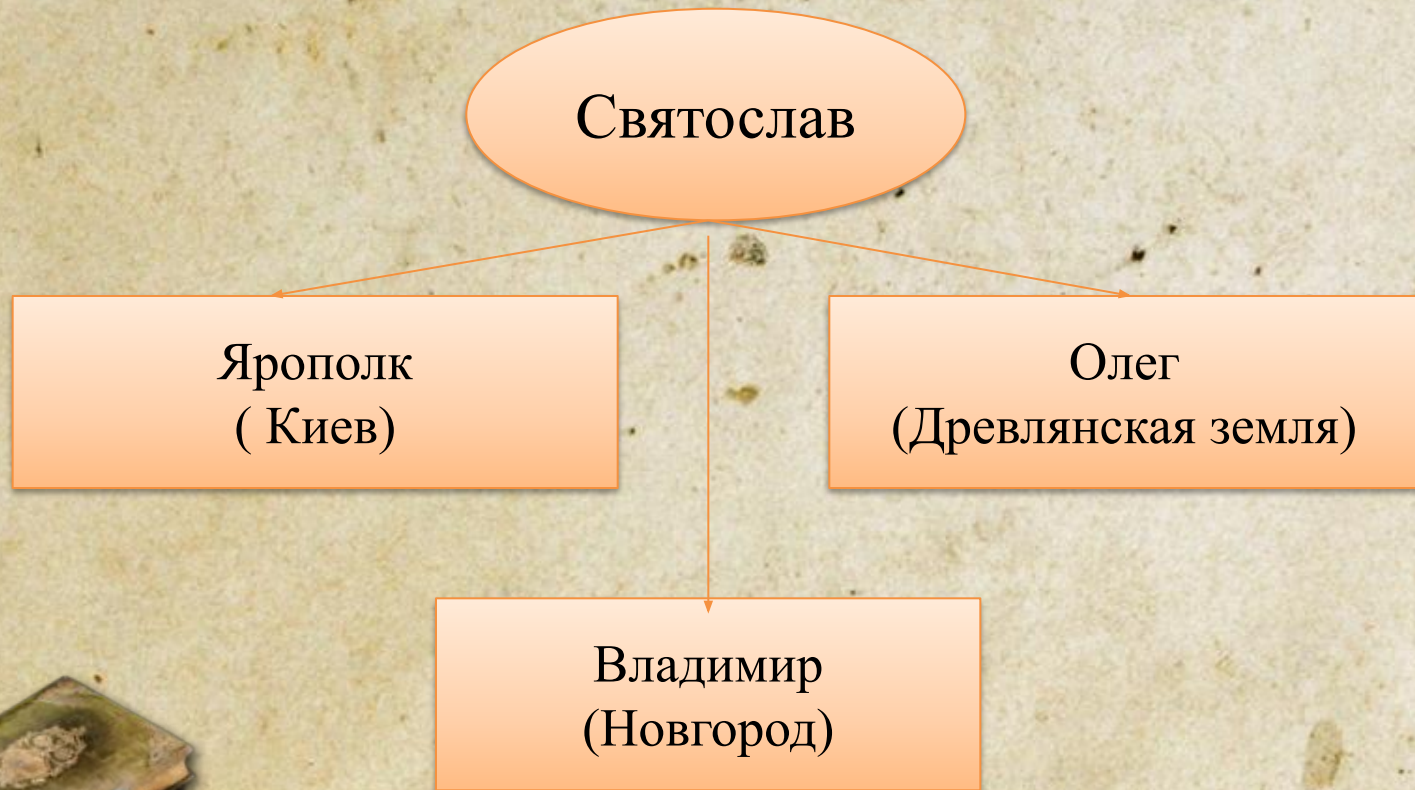 Святослав
Ярополк
( Киев)
Олег
(Древлянская земля)
Владимир
(Новгород)